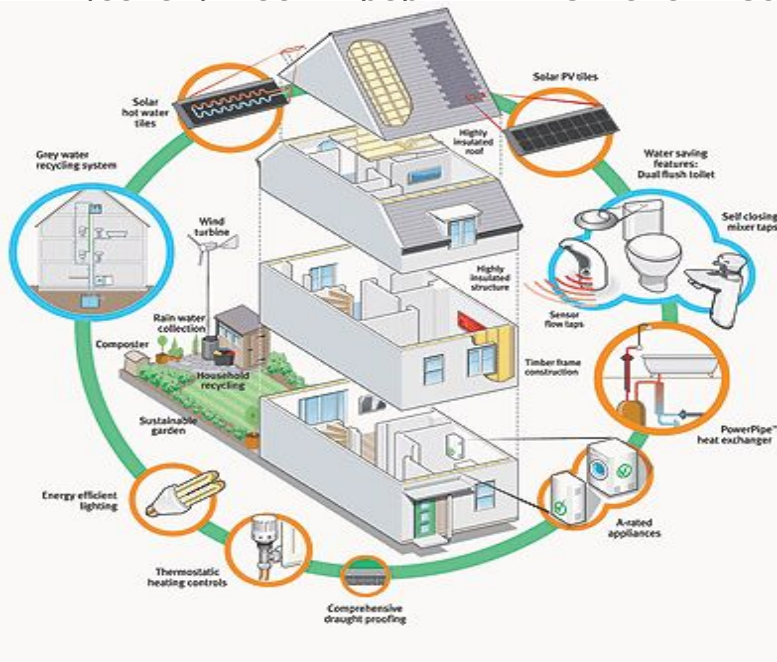 Solar PV tiles
Solar
hot water
tiles
Highly
insulated
roof
Water saving
features:
Dual flush toilet
Grey water
recycling system
Self closing
mixer taps
Wind
turbine
Highly
insulated
structure
Sensor
flow taps
Rain water
collection
Composter
Household
recycling
Timber frame
construction
Sustainable
garden
PowerPipe™
heat exchanger
Energy efficient
lighting
A-rated
appliances
Thermostatic
heating controls
Comprehensive
draught proofing